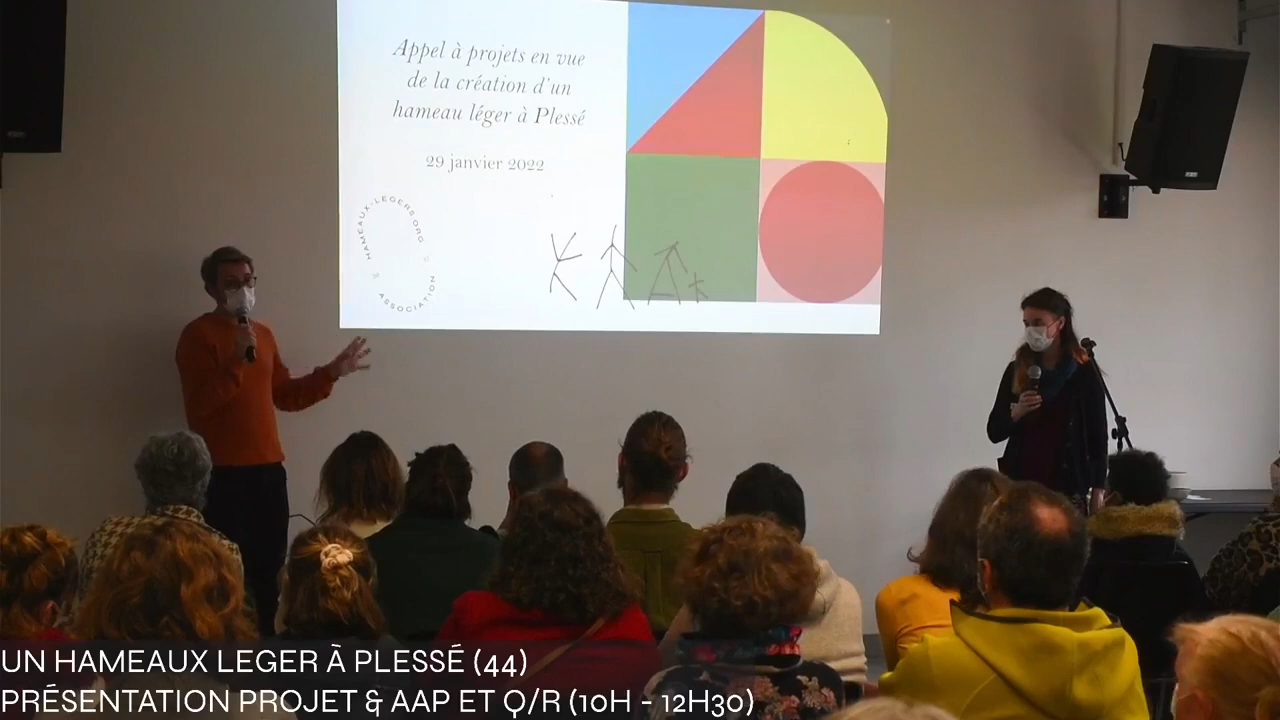 Appel à projets en vue
de la création d'un
hameau léger à Plessé
29 janvier 2022
HAMEAUX-LEGERS.ORG
ASSOCIATION
UN HAMEAUX LEGER À PLESSÉ (44)
PRÉSENTATION PROJET & AAP ET Q/R (10H - 12H30)